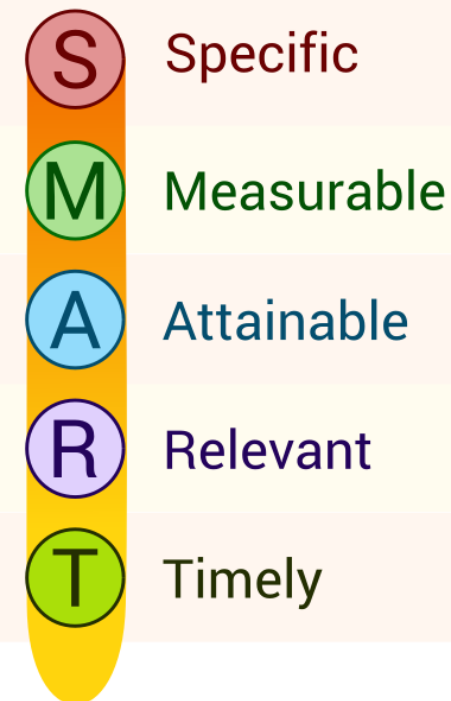 S Specific
M Measurable
A Attainable
R Relevant
T Timely